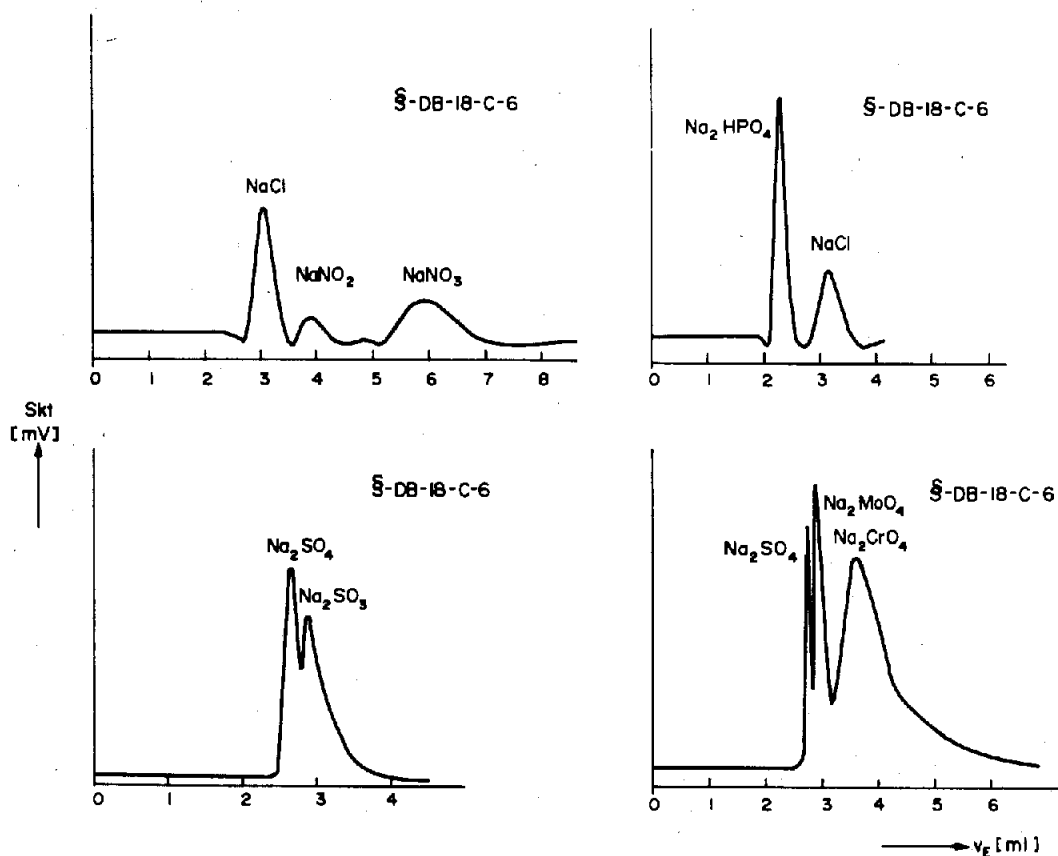 §-DB-18-C-6
NaCl
NaNO₂
NaNO₃
0 1 2 3 4 5 6 7 8
§-DB-18-C-6
Na₂HPO₄
NaCl
0 1 2 3 4 5 6
Skt
[mV]
§-DB-18-C-6
Na₂SO₄
Na₂SO₃
0 1 2 3 4
§-DB-18-C-6
Na₂MoO₄
Na₂SO₄
Na₂CrO₄
0 1 2 3 4 5 6
vE [ml]